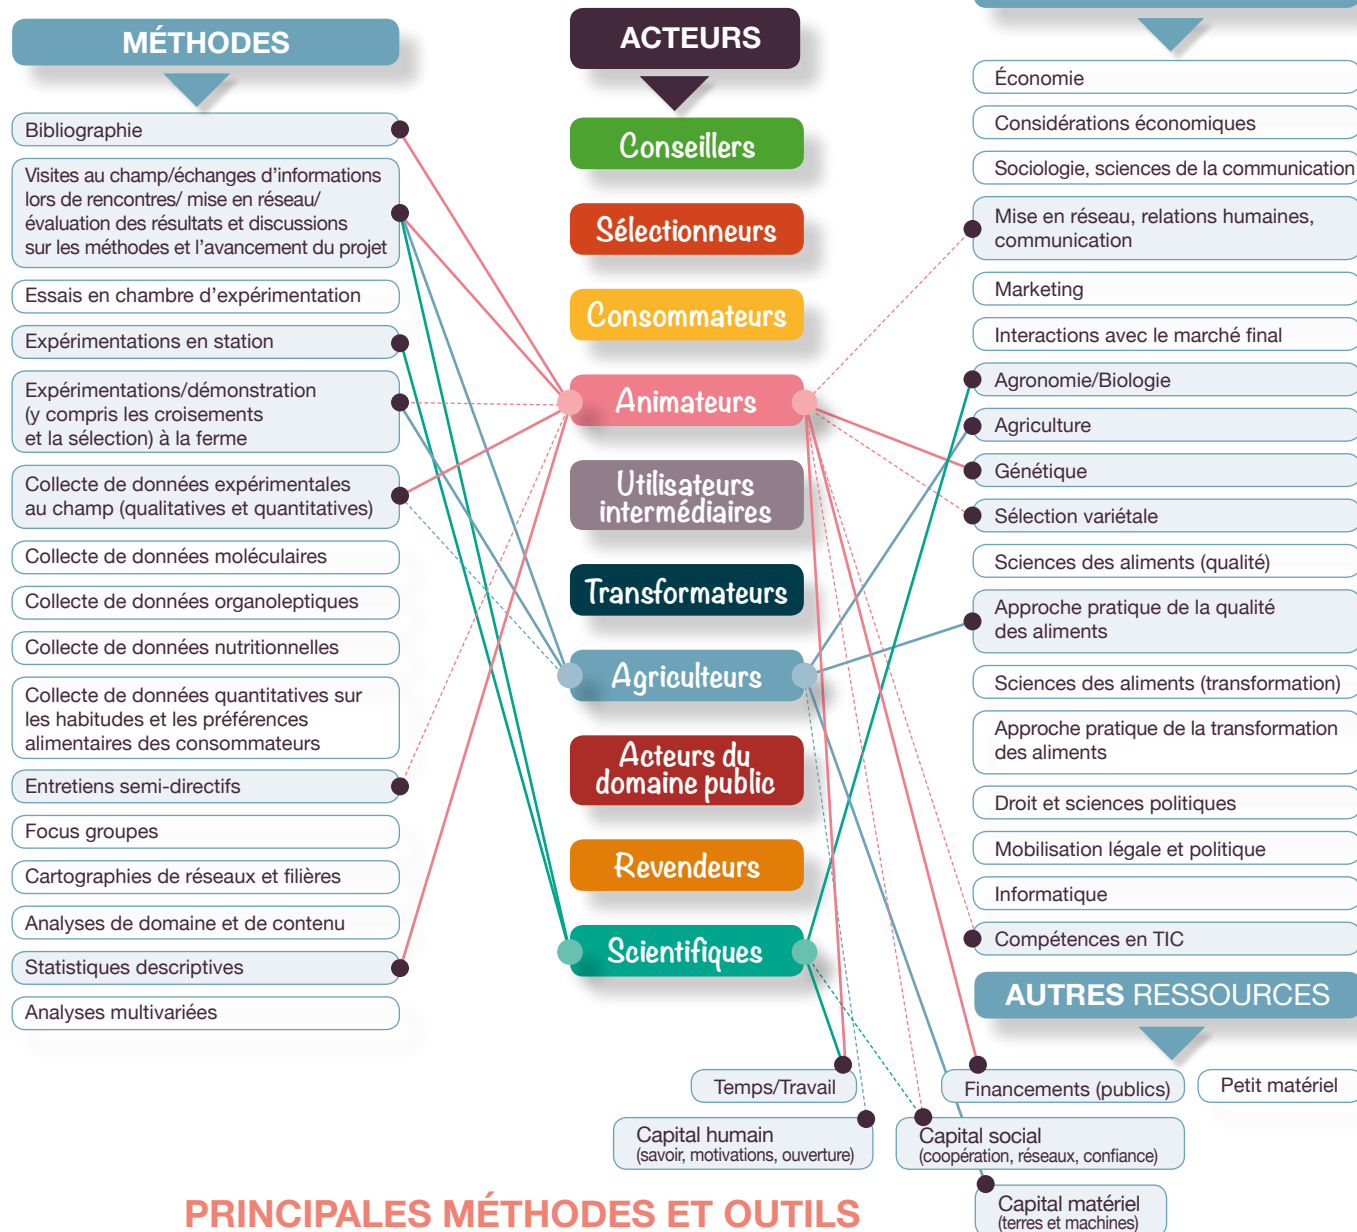 MÉTHODES
Bibliographie
Visites au champ/échanges d'informations
lors de rencontres/ mise en réseau/
évaluation des résultats et discussions
sur les méthodes et l'avancement du projet
Essais en chambre d'expérimentation
Expérimentations en station
Expérimentations/démonstration
(y compris les croisements
et la sélection) à la ferme
Collecte de données expérimentales
au champ (qualitatives et quantitatives)
Collecte de données moléculaires
Collecte de données organoleptiques
Collecte de données nutritionnelles
Collecte de données quantitatives sur
les habitudes et les préférences
alimentaires des consommateurs
Entretiens semi-directifs
Focus groupes
Cartographies de réseaux et filières
Analyses de domaine et de contenu
Statistiques descriptives
Analyses multivariées
ACTEURS
Conseillers
Sélectionneurs
Consommateurs
Animateurs
Utilisateurs
intermédiaires
Transformateurs
Agriculteurs
Acteurs du
domaine public
Revendeurs
Scientifiques
Économie
Considérations économiques
Sociologie, sciences de la communication
Mise en réseau, relations humaines,
communication
Marketing
Interactions avec le marché final
Agronomie/Biologie
Agriculture
Génétique
Sélection variétale
Sciences des aliments (qualité)
Approche pratique de la qualité
des aliments
Sciences des aliments (transformation)
Approche pratique de la transformation
des aliments
Droit et sciences politiques
Mobilisation légale et politique
Informatique
Compétences en TIC
AUTRES RESSOURCES
Temps/Travail
Financements (publics)
Petit matériel
Capital humain
(savoir, motivations, ouverture)
Capital social
(coopération, réseaux, confiance)
Capital matériel
(terres et machines)
PRINCIPALES MÉTHODES ET OUTILS